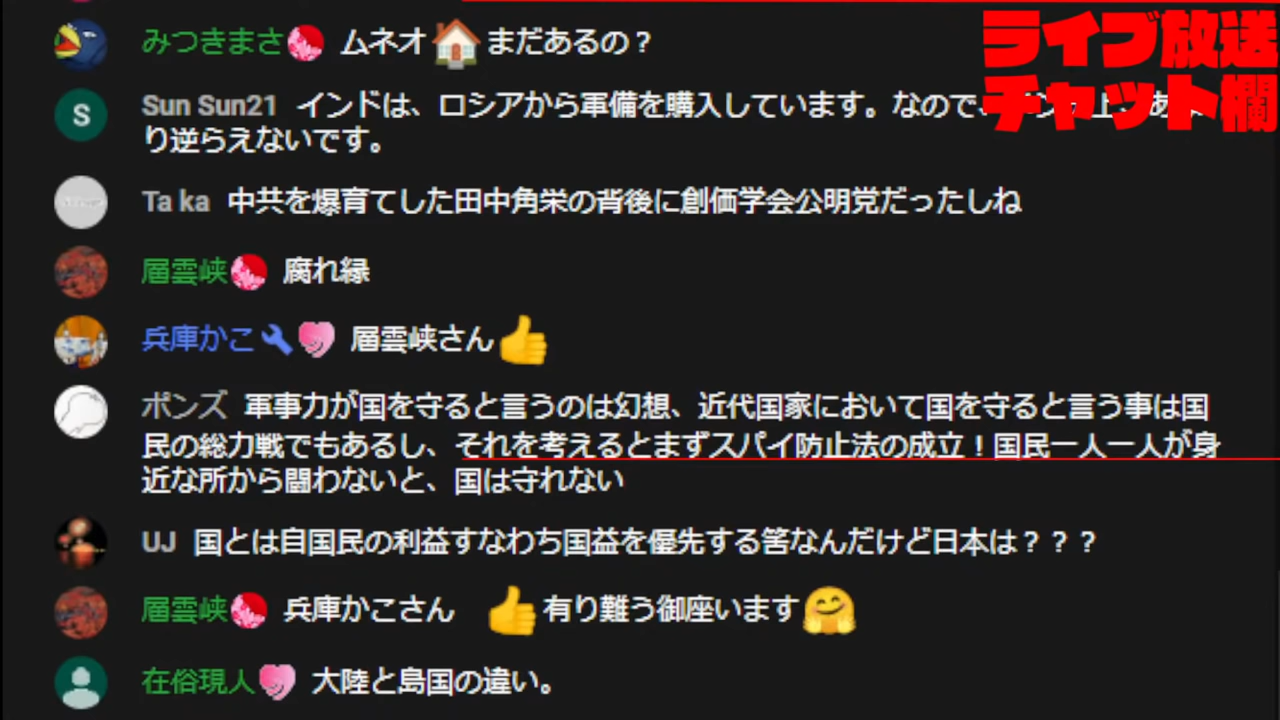 ライブ放送
チャット欄
みつきまさ ムネオ🏠まだあるの？
Sun Sun21 インドは、ロシアから軍備を購入しています。なので、
り逆らえないです。
Ta ka 中共を爆育てした田中角栄の背後に創価学会公明党だったしね
層雲峡 腐れ縁
兵庫かこ🔧 層雲峡さん👍
ポンズ 軍事力が国を守ると言うのは幻想、近代国家において国を守ると言う事は国
民の総力戦でもあるし、それを考えるとまずスパイ防止法の成立！国民一人一人が身
近な所から闘わないと、国は守れない
UJ 国とは自国民の利益すなわち国益を優先する筈なんだけど日本は？？？
層雲峡 兵庫かこさん 👍有り難う御座います🤗
在俗現人 大陸と島国の違い。